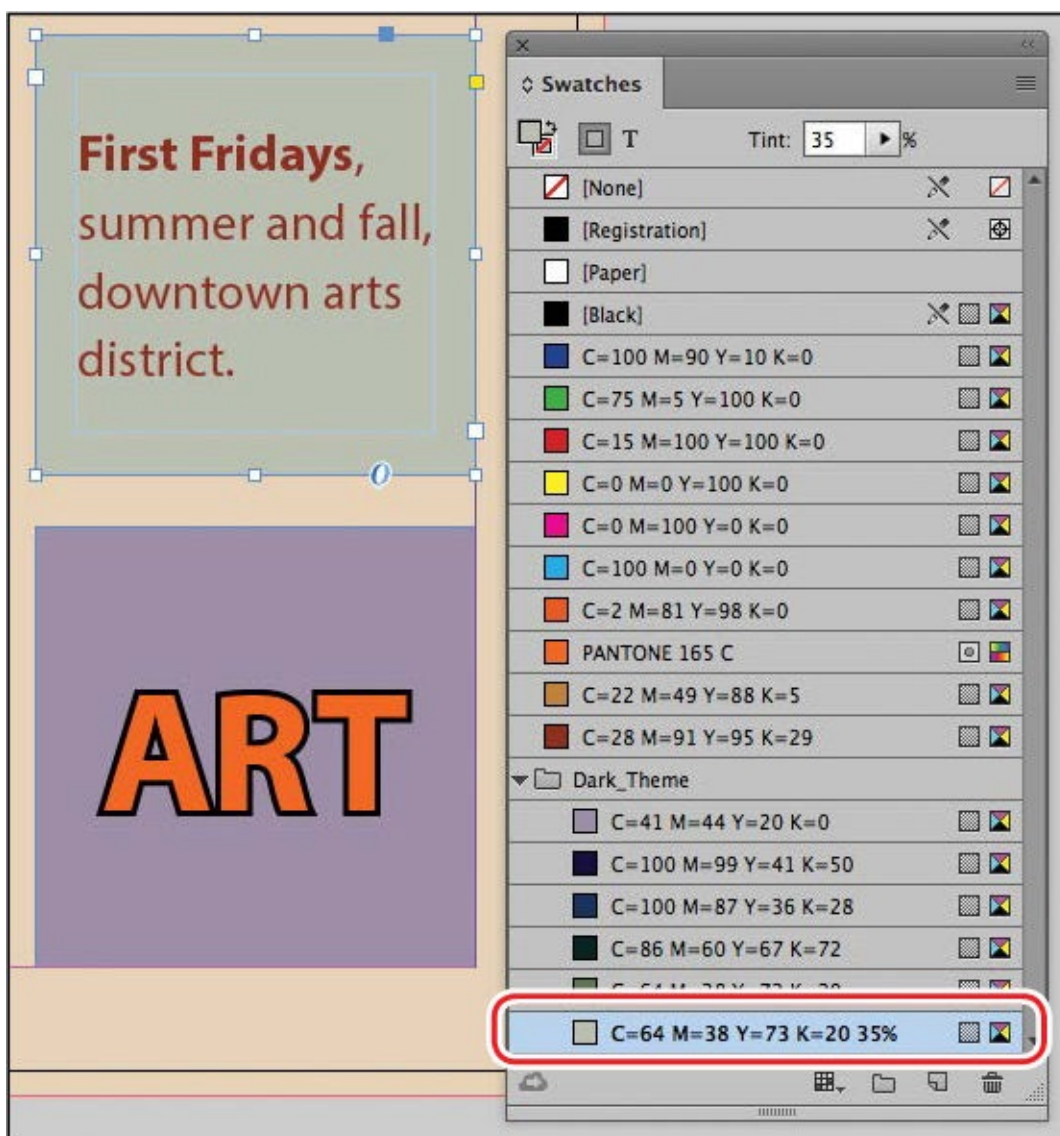 First Fridays,
summer and fall,
downtown arts
district.
ART
Swatches
T Tint: 35 %
[None]
[Registration]
[Paper]
[Black]
C=100 M=90 Y=10 K=0
C=75 M=5 Y=100 K=0
C=15 M=100 Y=100 K=0
C=0 M=0 Y=100 K=0
C=0 M=100 Y=0 K=0
C=100 M=0 Y=0 K=0
C=2 M=81 Y=98 K=0
PANTONE 165 C
C=22 M=49 Y=88 K=5
C=28 M=91 Y=95 K=29
Dark_Theme
C=41 M=44 Y=20 K=0
C=100 M=99 Y=41 K=50
C=100 M=87 Y=36 K=28
C=86 M=60 Y=67 K=72
C=64 M=38 Y=73 K=20 35%